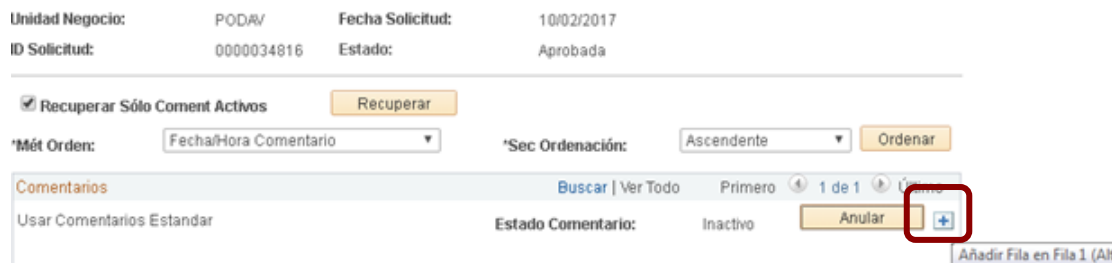 Unidad Negocio: PODAV Fecha Solicitud: 10/02/2017
ID Solicitud: 0000034816 Estado: Aprobada
Recuperar Sólo Coment Activos Recuperar
*Mét Orden: Fecha/Hora Comentario *Sec Ordenación: Ascendente Ordenar
Comentarios Buscar | Ver Todo Primero 1 de 1 Último
Usar Comentarios Estandar Estado Comentario: Inactivo Anular
Añadir Fila en Fila 1 (Alt